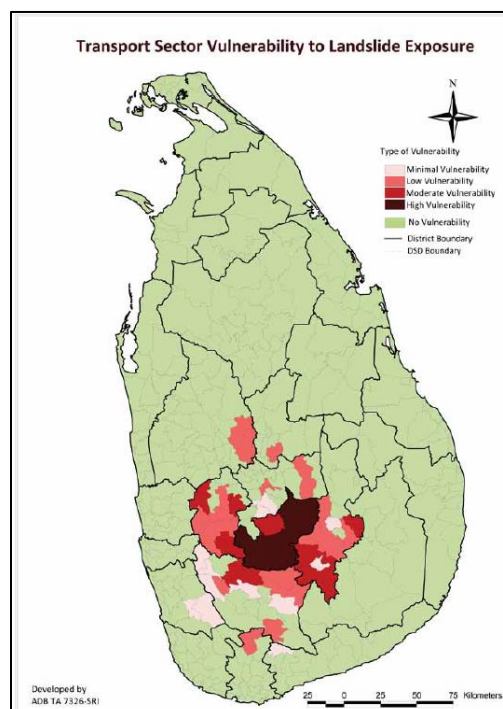 Transport Sector Vulnerability to Landslide Exposure
N
Type of Vulnerability
Minimal Vulnerability
Low Vulnerability
Moderate Vulnerability
High Vulnerability
No Vulnerability
District Boundary
DSD Boundary
Developed by
ADB TA 7326-SRI
25 0 25 50 75 Kilometers